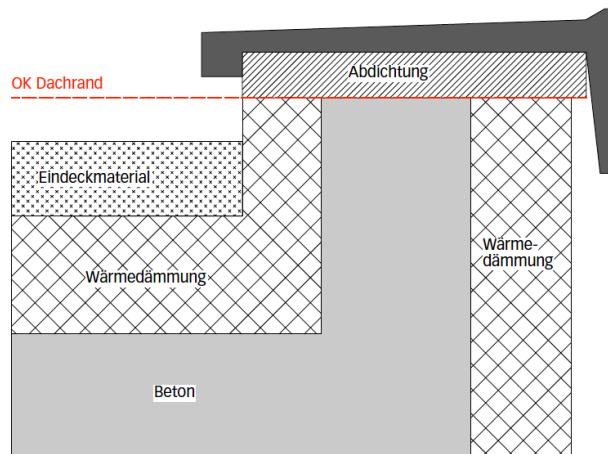 Abdichtung
OK Dachrand
Eindeckmaterial
Wärme-
dämmung
Wärmedämmung
Beton